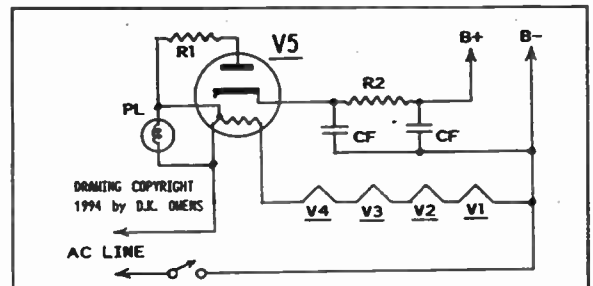 R1
V5
B+
B-
R2
PL
CF
CF
DRAWING COPYRIGHT
1994 by D.K. OWENS
V4
V3
V2
V1
AC LINE